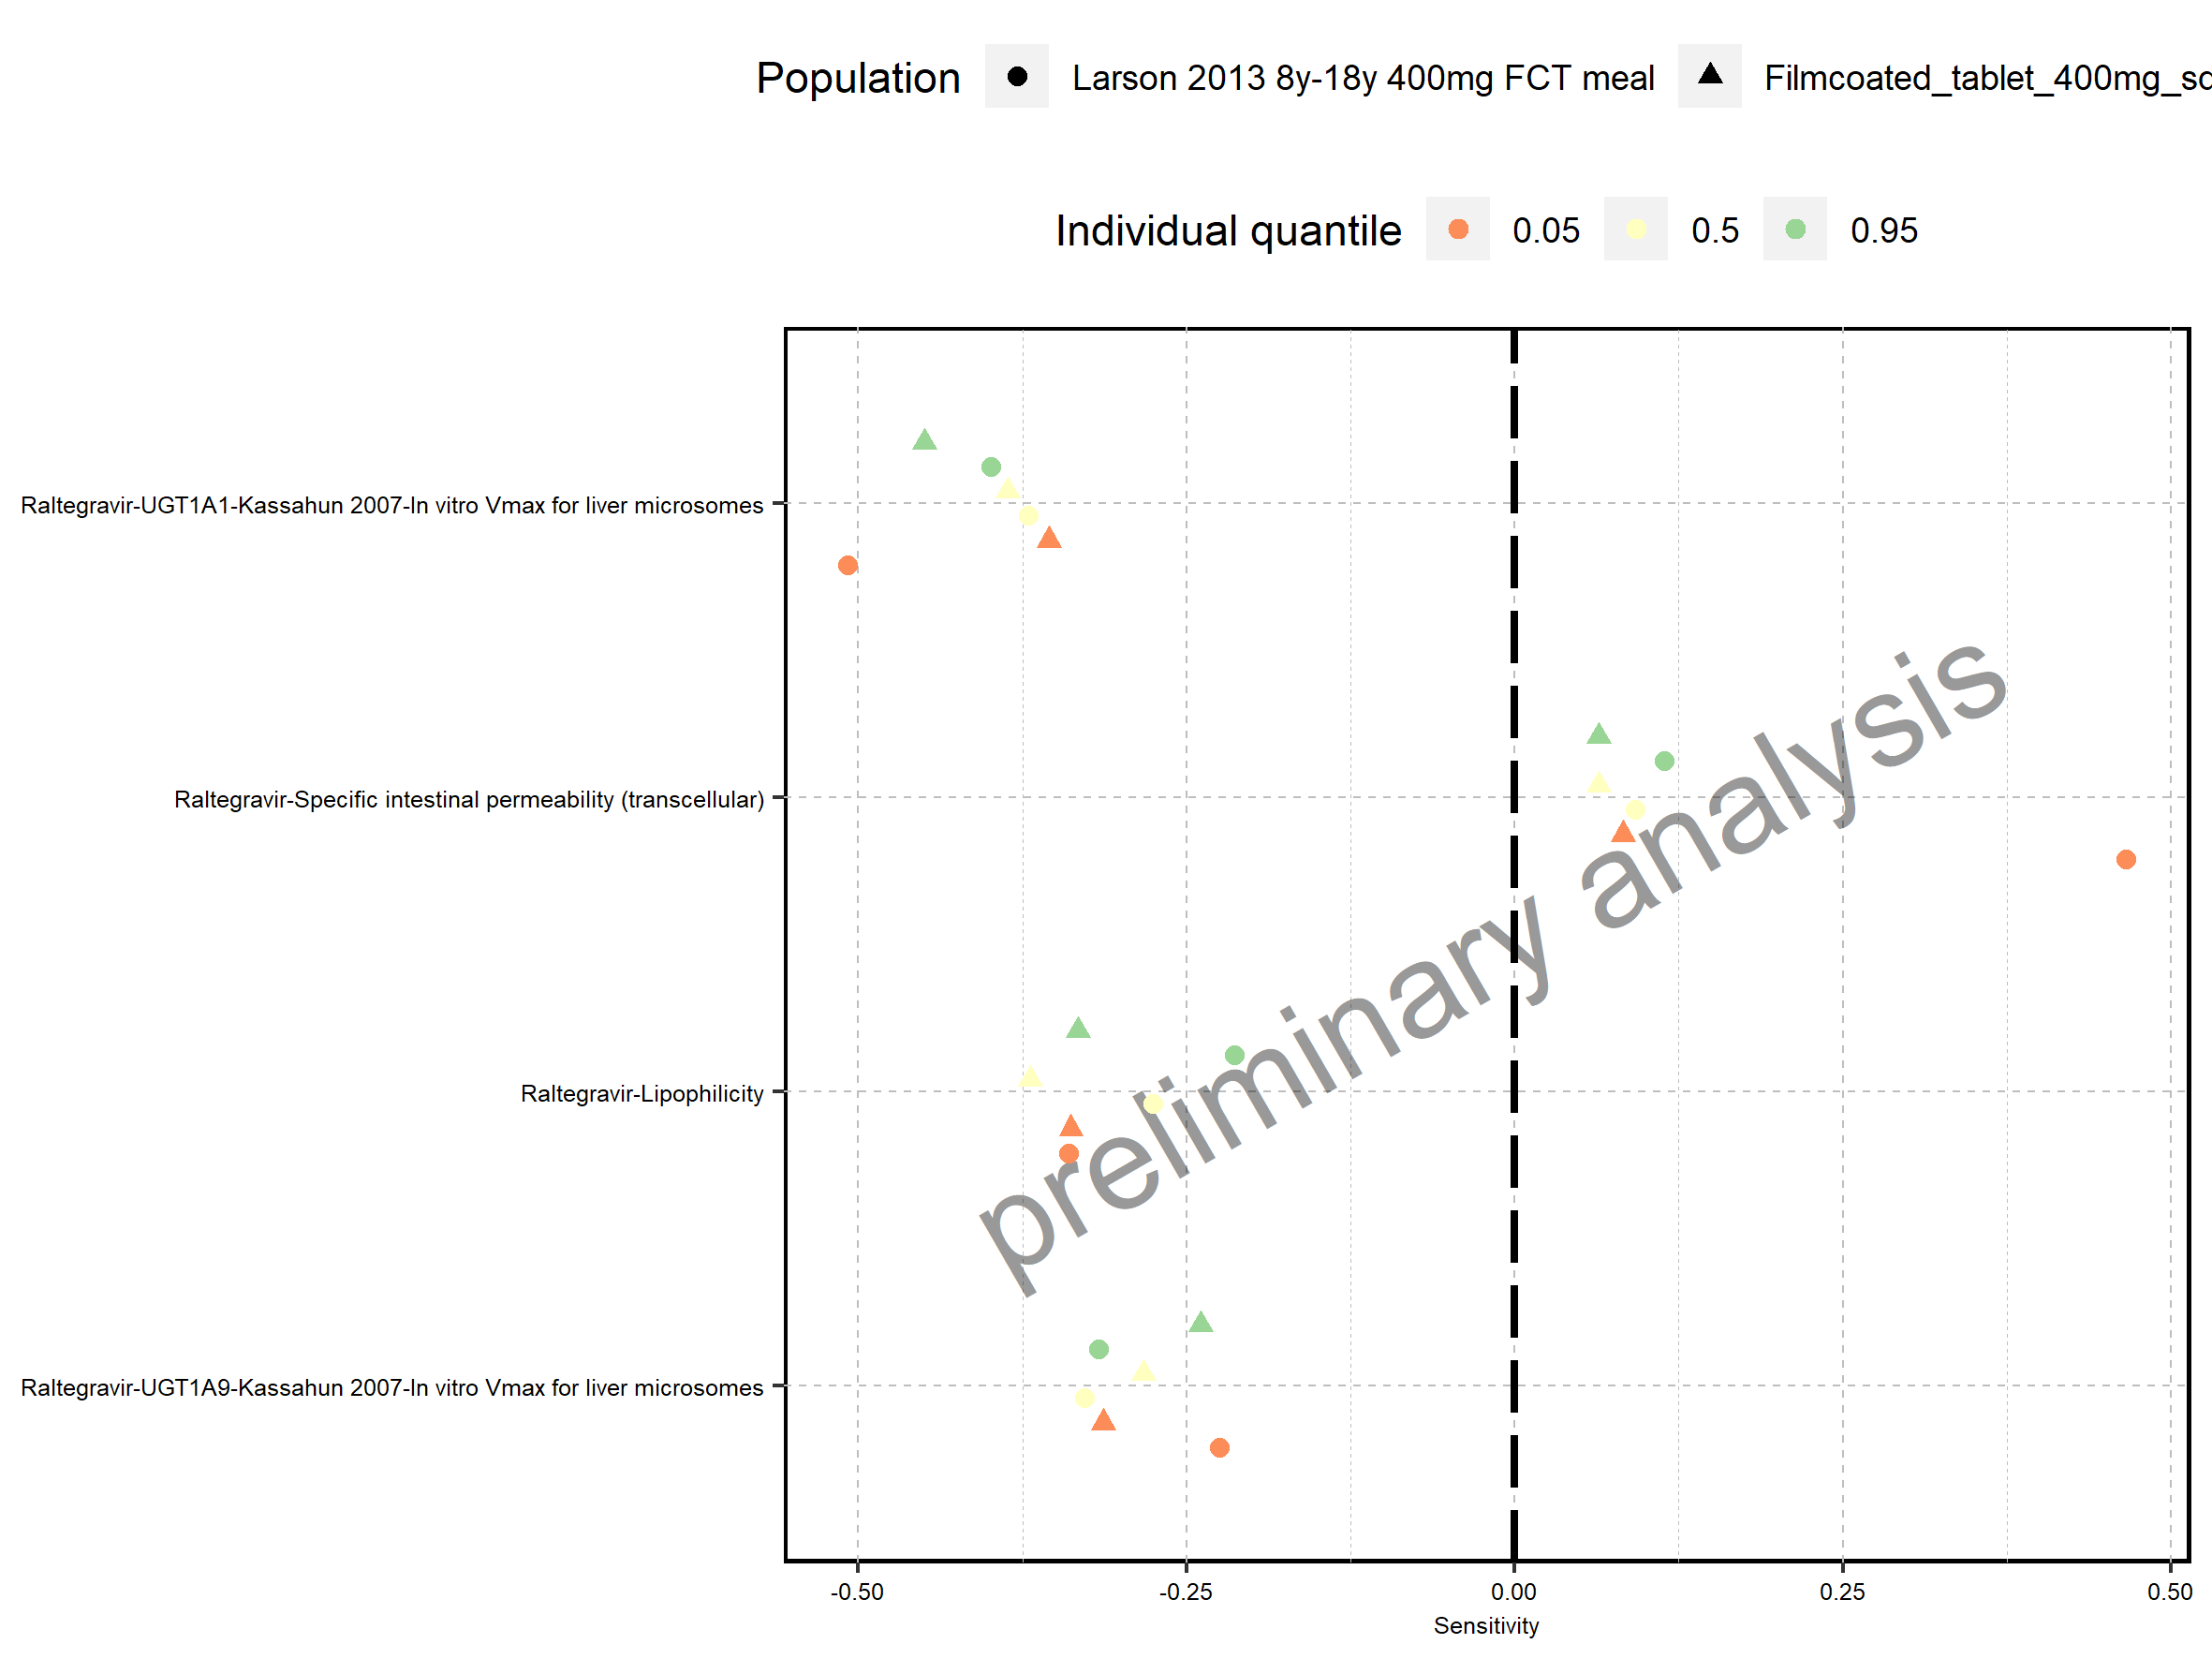 Population Larson 2013 8y-18y 400mg FCT meal Filmcoated_tablet_400mg_sd
Individual quantile 0.05 0.5 0.95
Raltegravir-UGT1A1-Kassahun 2007-In vitro Vmax for liver microsomes
Raltegravir-Specific intestinal permeability (transcellular)
Raltegravir-Lipophilicity
Raltegravir-UGT1A9-Kassahun 2007-In vitro Vmax for liver microsomes
preliminary analysis
-0.50 -0.25 0.00 0.25 0.50
Sensitivity